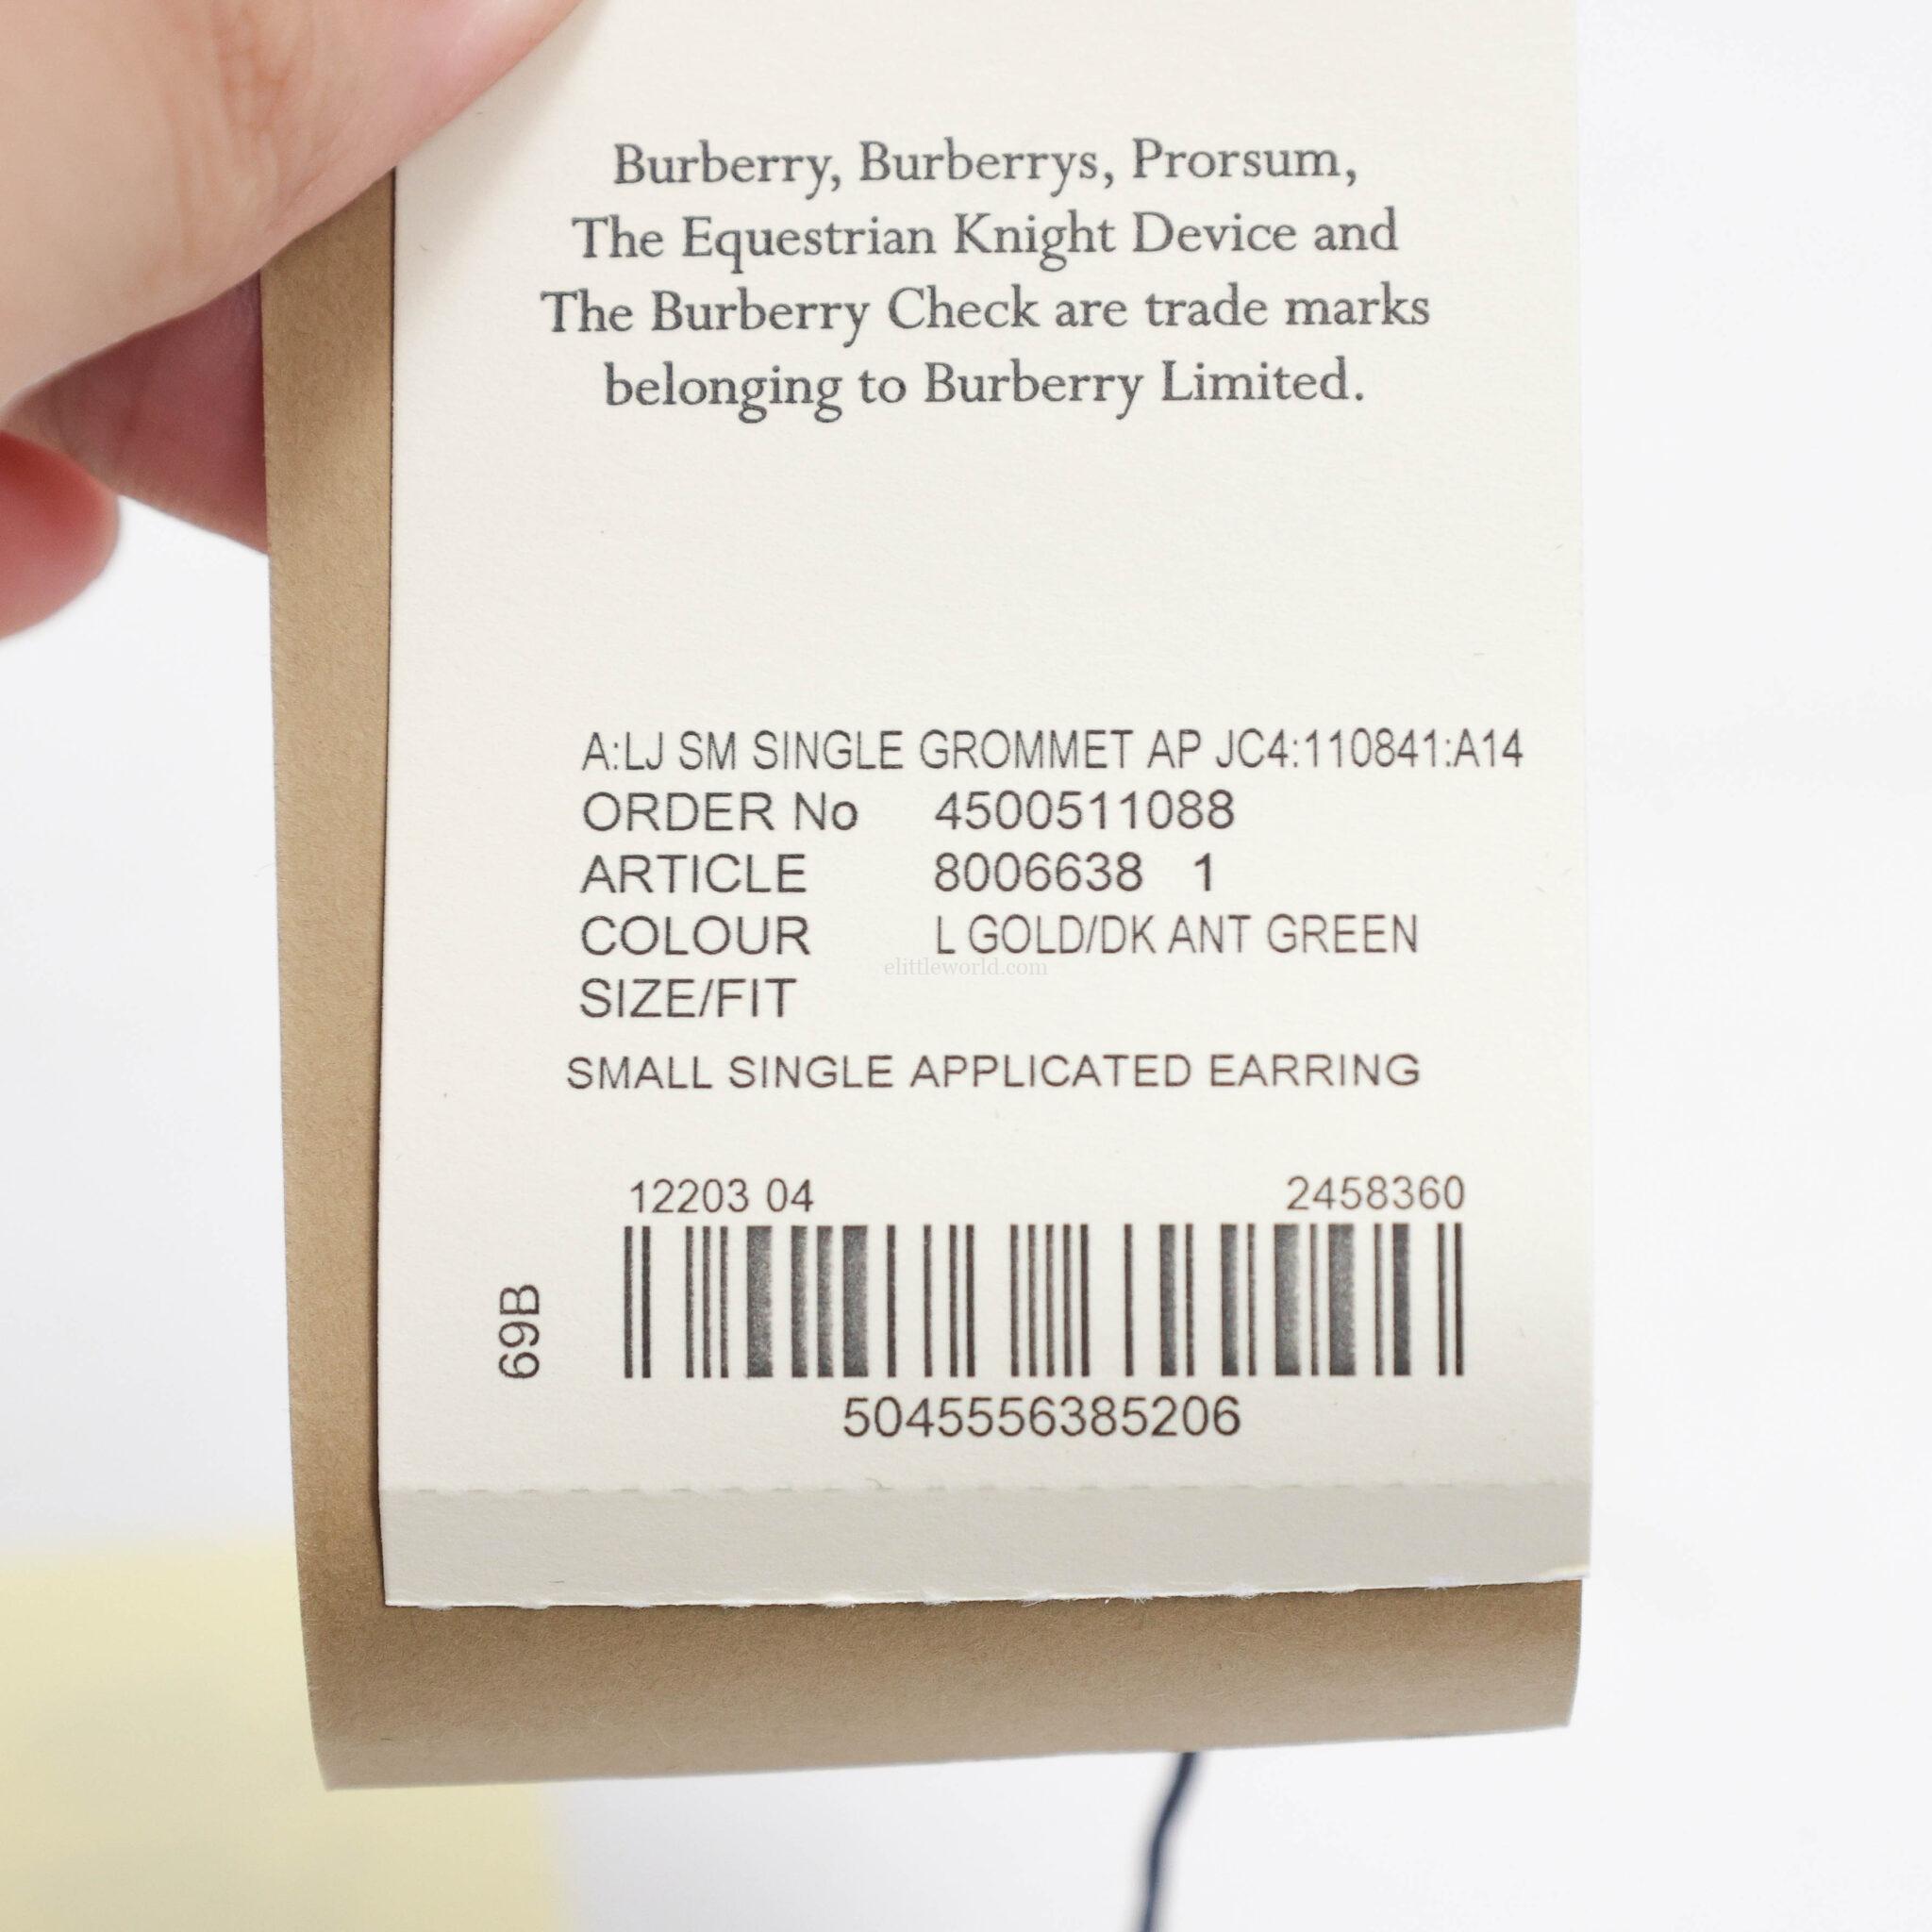 Burberry, Burberrys, Prorsum,
The Equestrian Knight Device and
The Burberry Check are trade marks
belonging to Burberry Limited.
A:LJ SM SINGLE GROMMET AP JC4:110841:A14
ORDER No 4500511088
ARTICLE 8006638 1
COLOUR L GOLD/DK ANT GREEN
elittleworld.com
SIZE/FIT
SMALL SINGLE APPLICATED EARRING
12203 04 2458360
69B
5045556385206